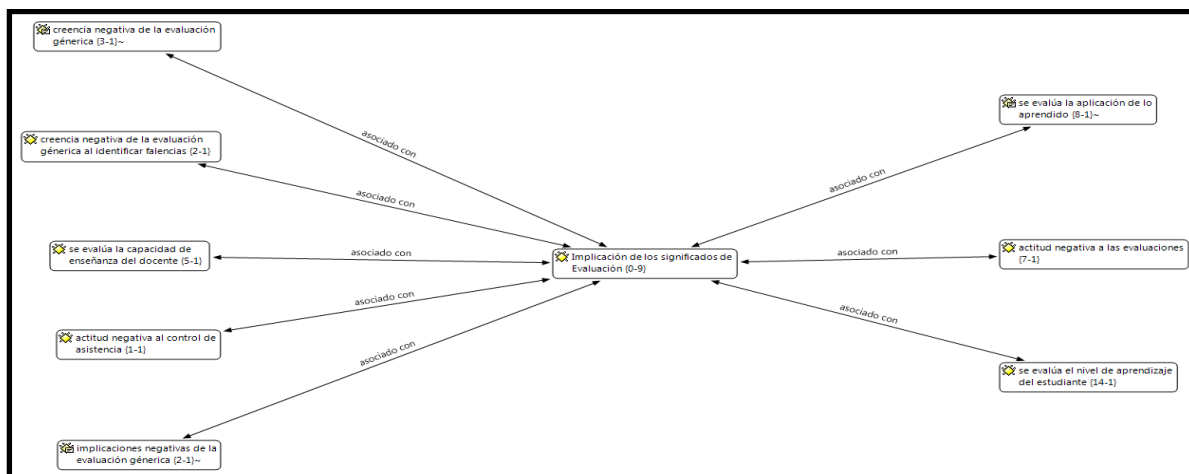 creencia negativa de la evaluación
génerica {3-1}~
asociado con
se evalúa la aplicación de lo
aprendido {8-1}~
asociado con
creencia negativa de la evaluación
génerica al identificar falencias {2-1}
asociado con
se evalúa la capacidad de
enseñanza del docente {5-1}
asociado con
Implicación de los significados de
Evaluación {0-9}
asociado con
actitud negativa a las evaluaciones
{7-1}
asociado con
actitud negativa al control de
asistencia {1-1}
asociado con
asociado con
se evalúa el nivel de aprendizaje
del estudiante {14-1}
implicaciones negativas de la
evaluación génerica {2-1}~